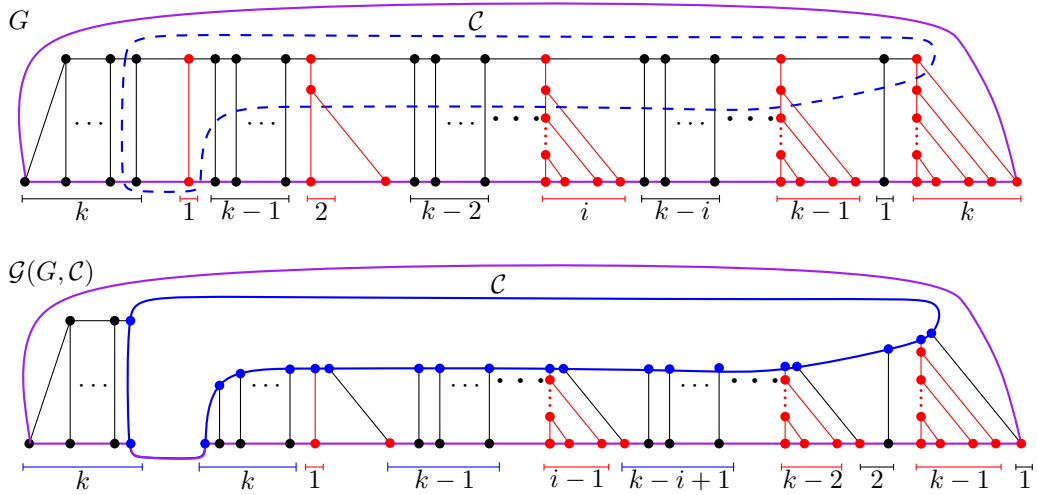 G C
... ... ... ... ... ...
k 1 k − 1 2 k − 2 i k − i k − 1 1 k
G(G, C) C
... ... ... ... ... ...
k k 1 k − 1 i − 1 k − i + 1 k − 2 2 k − 1 1